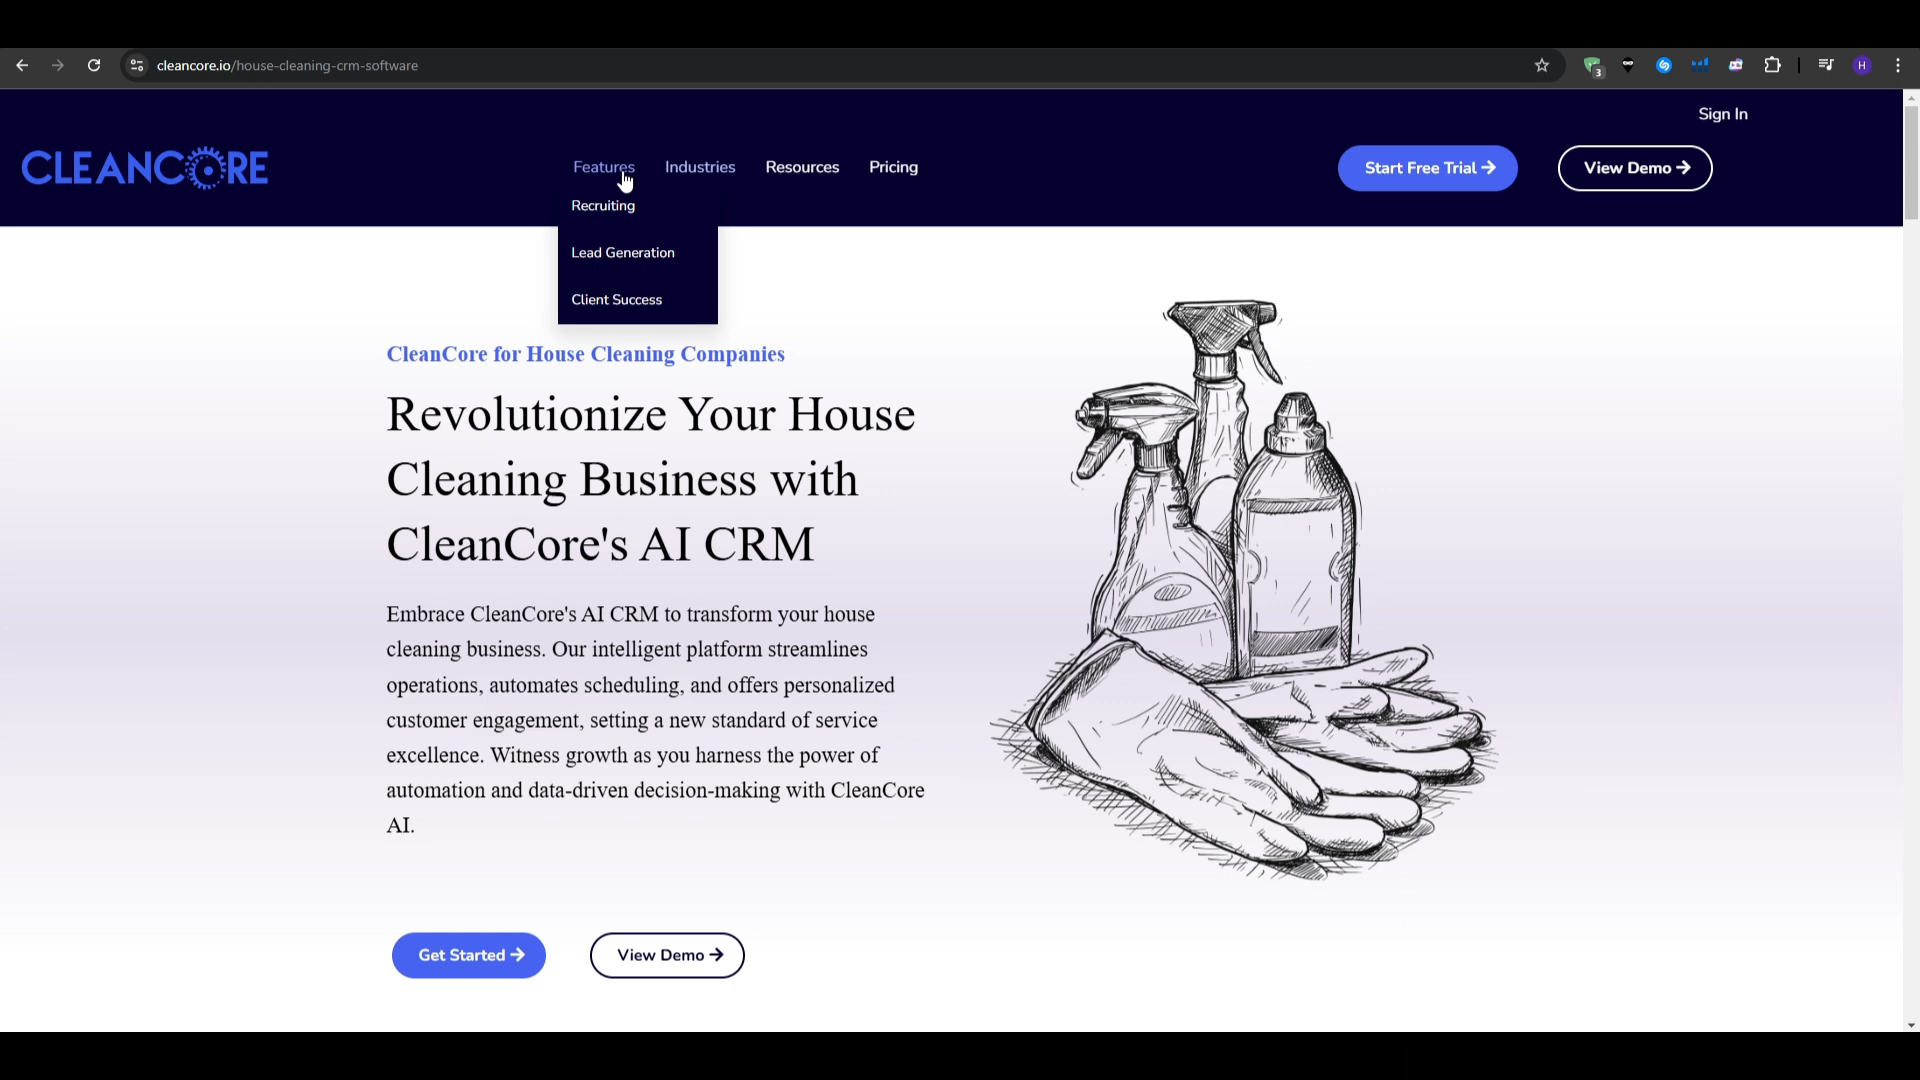 cleancore.io/house-cleaning-crm-software
3
H
Sign In
CLEANCORE
Features Industries Resources Pricing
Start Free Trial →
View Demo →
Recruiting
Lead Generation
Client Success
CleanCore for House Cleaning Companies
Revolutionize Your House
Cleaning Business with
CleanCore's AI CRM
Embrace CleanCore's AI CRM to transform your house
cleaning business. Our intelligent platform streamlines
operations, automates scheduling, and offers personalized
customer engagement, setting a new standard of service
excellence. Witness growth as you harness the power of
automation and data-driven decision-making with CleanCore
AI.
Get Started →
View Demo →